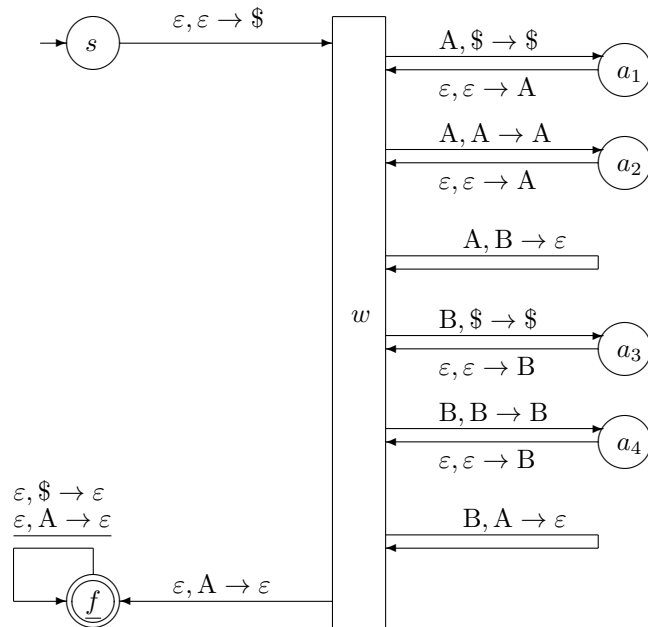 ε, ε → $
s
A, $ → $
a₁
ε, ε → A
A, A → A
a₂
ε, ε → A
A, B → ε
w
B, $ → $
a₃
ε, ε → B
B, B → B
a₄
ε, ε → B
ε, $ → ε
ε, A → ε
B, A → ε
ε, A → ε
f